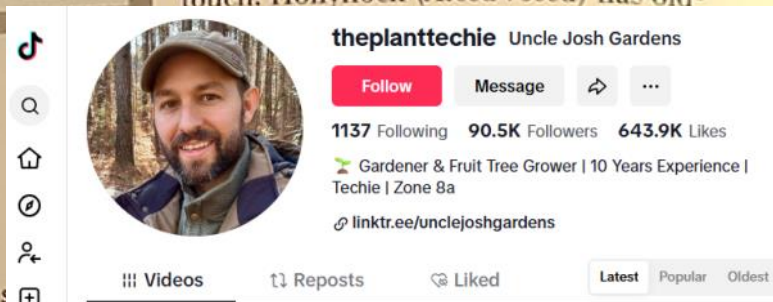 theplanttechie Uncle Josh Gardens
Follow Message
1137 Following 90.5K Followers 643.9K Likes
🌱 Gardener & Fruit Tree Grower | 10 Years Experience |
Techie | Zone 8a
linktr.ee/unclejoshgardens
Videos Reposts Liked Latest Popular Oldest